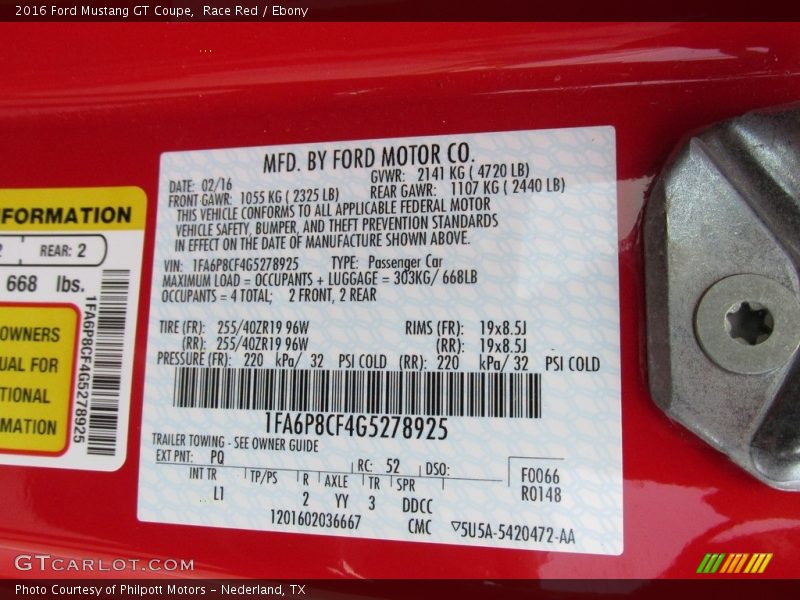 2016 Ford Mustang GT Coupe,  Race Red / Ebony
MFD. BY FORD MOTOR CO.
DATE: 02/16
GVWR: 2141 KG ( 4720 LB)
FRONT GAWR: 1055 KG ( 2325 LB)
REAR GAWR: 1107 KG ( 2440 LB)
THIS VEHICLE CONFORMS TO ALL APPLICABLE FEDERAL MOTOR
VEHICLE SAFETY, BUMPER, AND THEFT PREVENTION STANDARDS
IN EFFECT ON THE DATE OF MANUFACTURE SHOWN ABOVE.
VIN: 1FA6P8CF4G5278925 TYPE: Passenger Car
MAXIMUM LOAD = OCCUPANTS + LUGGAGE = 303KG/ 668LB
OCCUPANTS = 4 TOTAL; 2 FRONT, 2 REAR
TIRE (FR): 255/40ZR19 96W RIMS (FR): 19x8.5J
(RR): 255/40ZR19 96W (RR): 19x8.5J
PRESSURE (FR): 220 kPa/ 32 PSI COLD (RR): 220 kPa/ 32 PSI COLD
1FA6P8CF4G5278925
TRAILER TOWING - SEE OWNER GUIDE
EXT PNT: PQ RC: 52 DSO: F0066
INT TR TP/PS R AXLE TR SPR R0148
L1 2 YY 3 DDCC
1201602036667 CMC ▽5U5A-5420472-AA
FORMATION
2 REAR: 2
668 lbs.
OWNERS
UAL FOR
TIONAL
MATION
1FA6P8CF4G5278925
GTCARLOT.COM
Photo Courtesy of Philpott Motors – Nederland, TX